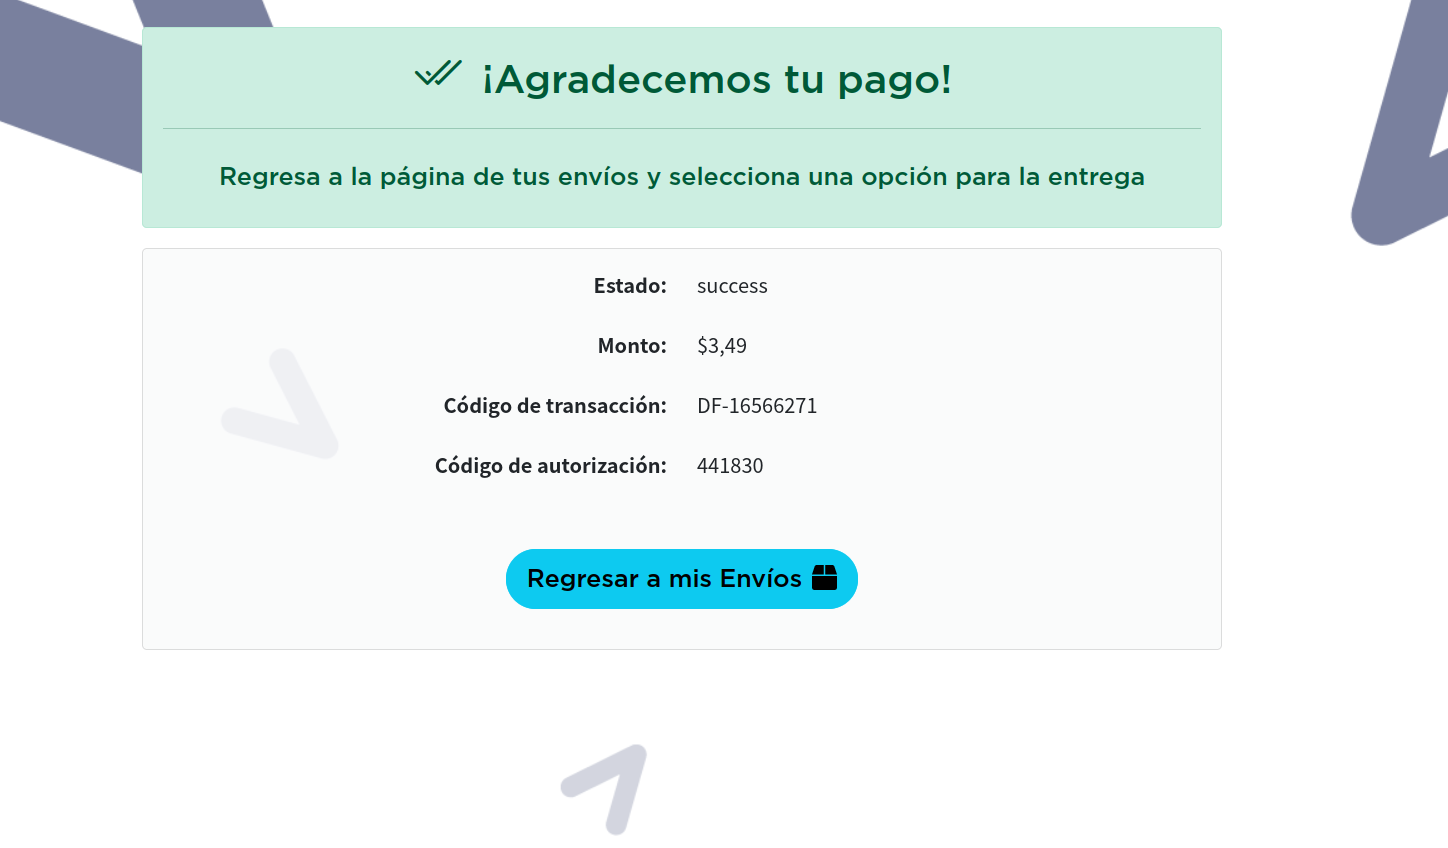 ¡Agradecemos tu pago!
Regresa a la página de tus envíos y selecciona una opción para la entrega
Estado: success
Monto: $3,49
Código de transacción: DF-16566271
Código de autorización: 441830
Regresar a mis Envíos